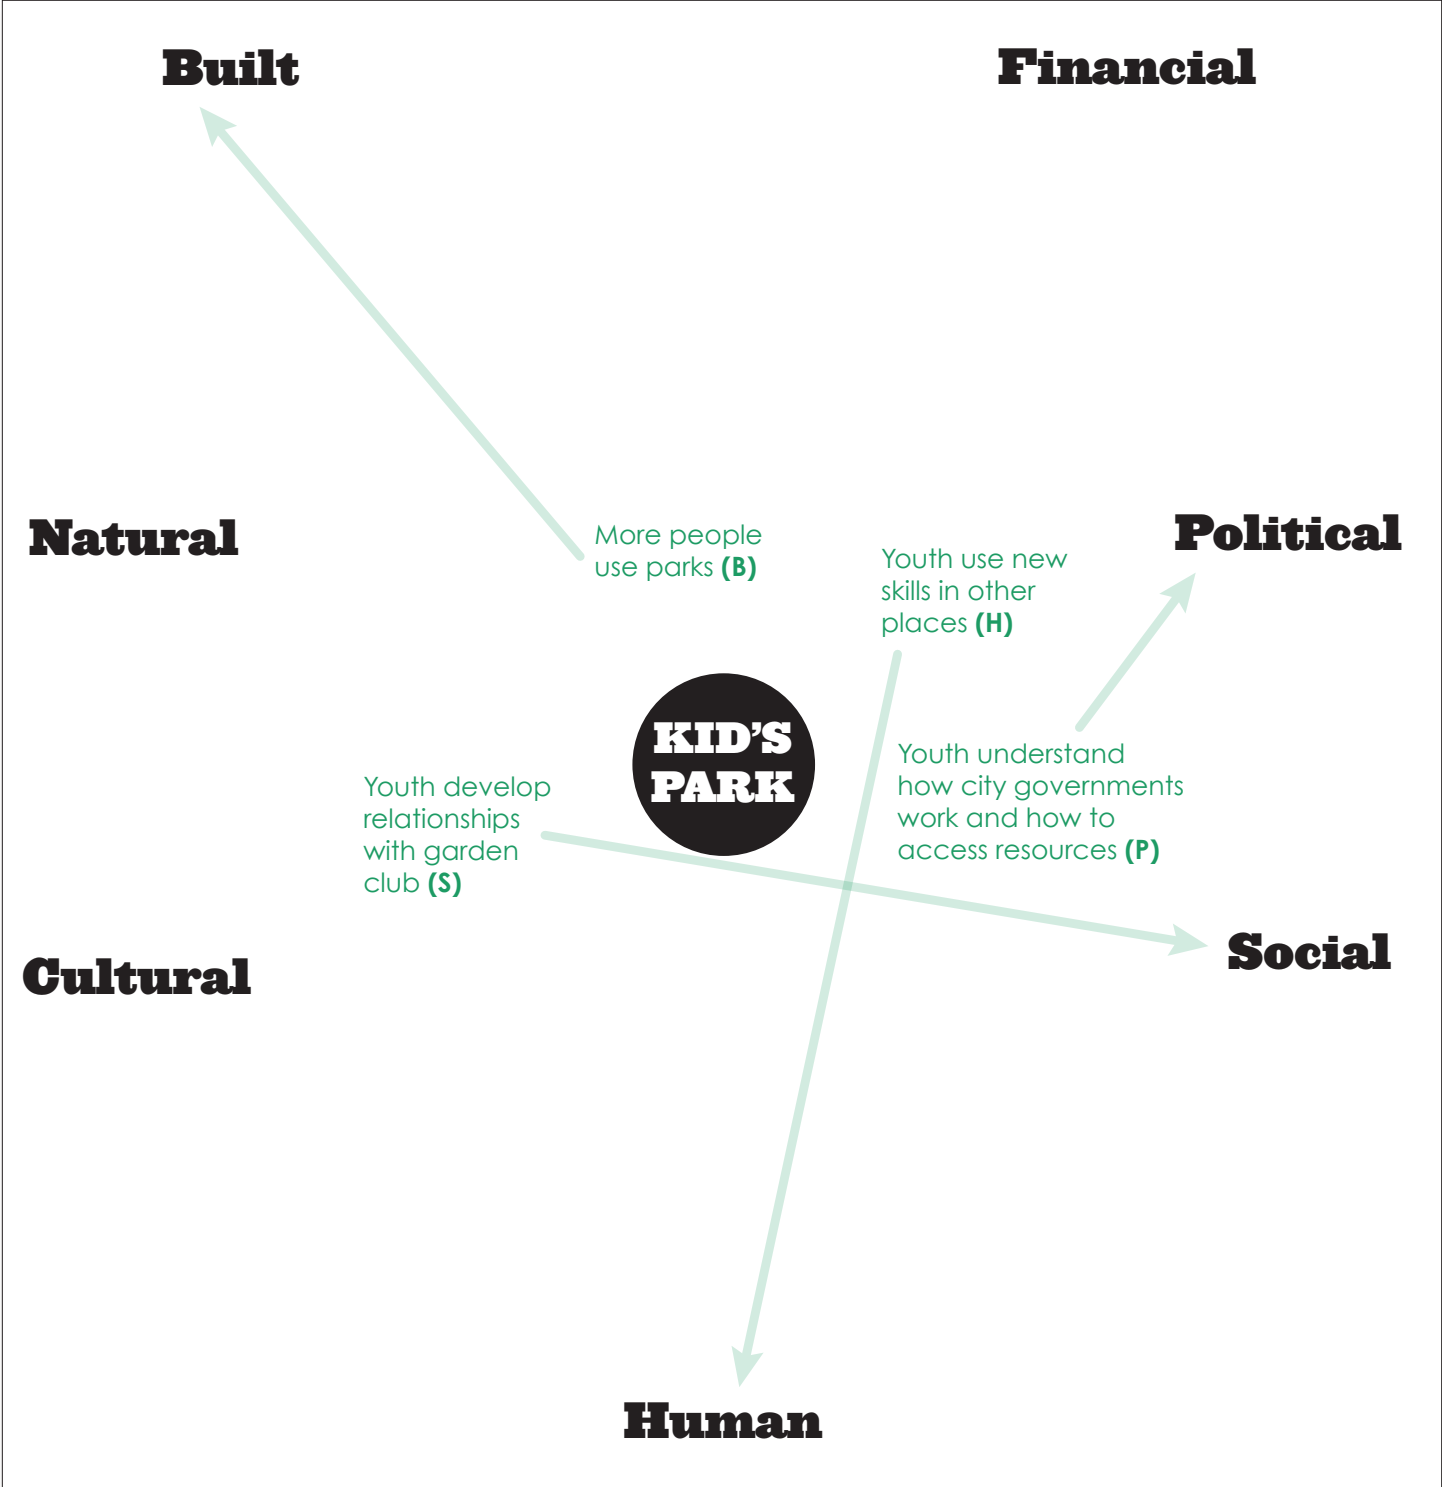 Built
Financial
Natural
Political
More people
use parks (B)
Youth use new
skills in other
places (H)
KID'S
PARK
Youth understand
how city governments
work and how to
access resources (P)
Youth develop
relationships
with garden
club (S)
Cultural
Social
Human